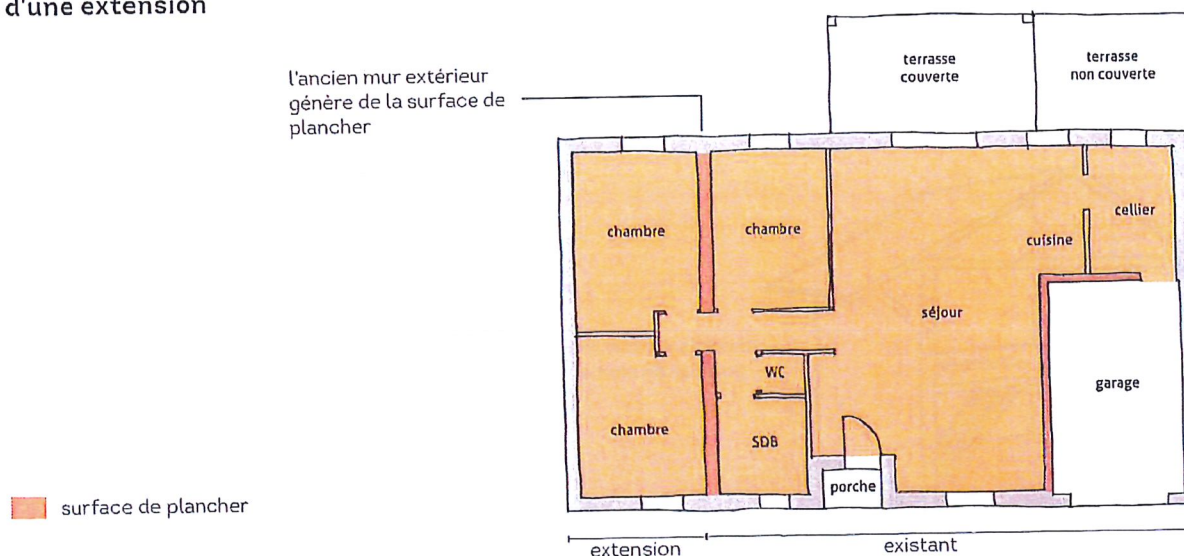 d'une extension
l'ancien mur extérieur
génère de la surface de
plancher
terrasse
couverte
terrasse
non couverte
chambre
chambre
cellier
cuisine
séjour
WC
garage
chambre
SDB
porche
surface de plancher
extension
existant